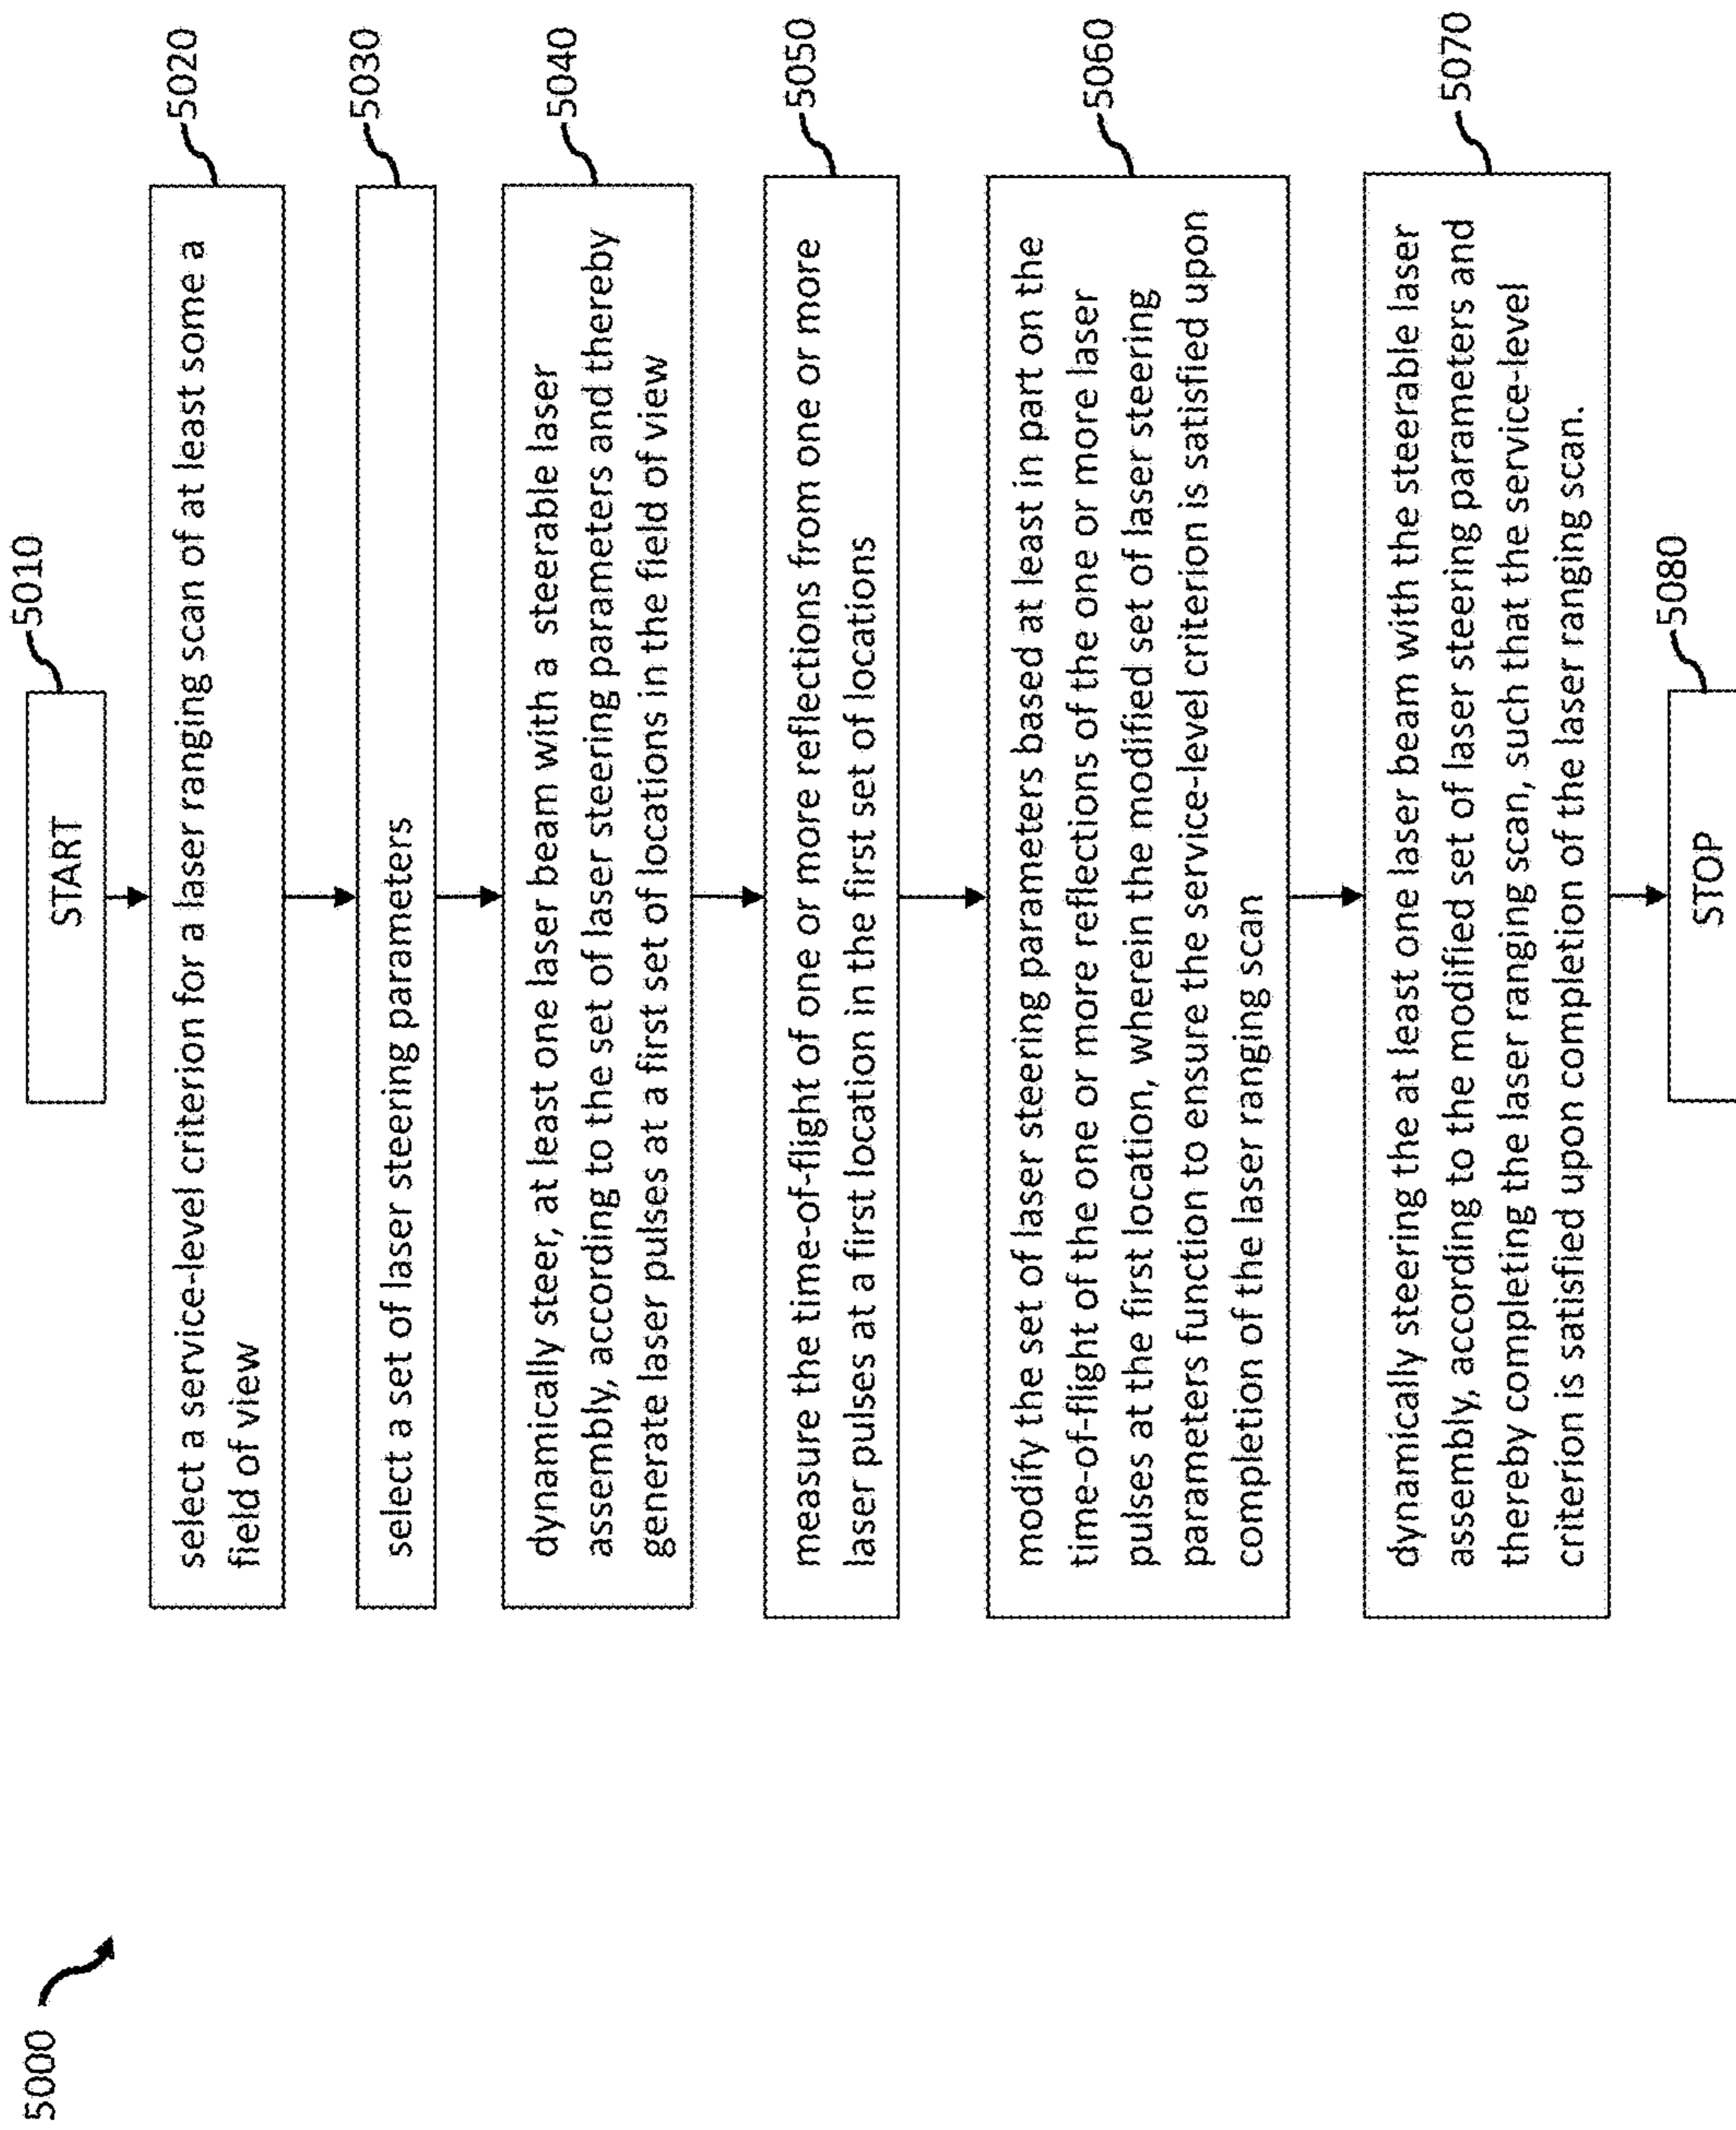 5000
START
5010
select a service-level criterion for a laser ranging scan of at least some a
field of view
5020
select a set of laser steering parameters
5030
dynamically steer, at least one laser beam with a steerable laser
assembly, according to the set of laser steering parameters and thereby
generate laser pulses at a first set of locations in the field of view
5040
measure the time-of-flight of one or more reflections from one or more
laser pulses at a first location in the first set of locations
5050
modify the set of laser steering parameters based at least in part on the
time-of-flight of the one or more reflections of the one or more laser
pulses at the first location, wherein the modified set of laser steering
parameters function to ensure the service-level criterion is satisfied upon
completion of the laser ranging scan
5060
dynamically steering the at least one laser beam with the steerable laser
assembly, according to the modified set of laser steering parameters and
thereby completing the laser ranging scan, such that the service-level
criterion is satisfied upon completion of the laser ranging scan.
5070
STOP
5080